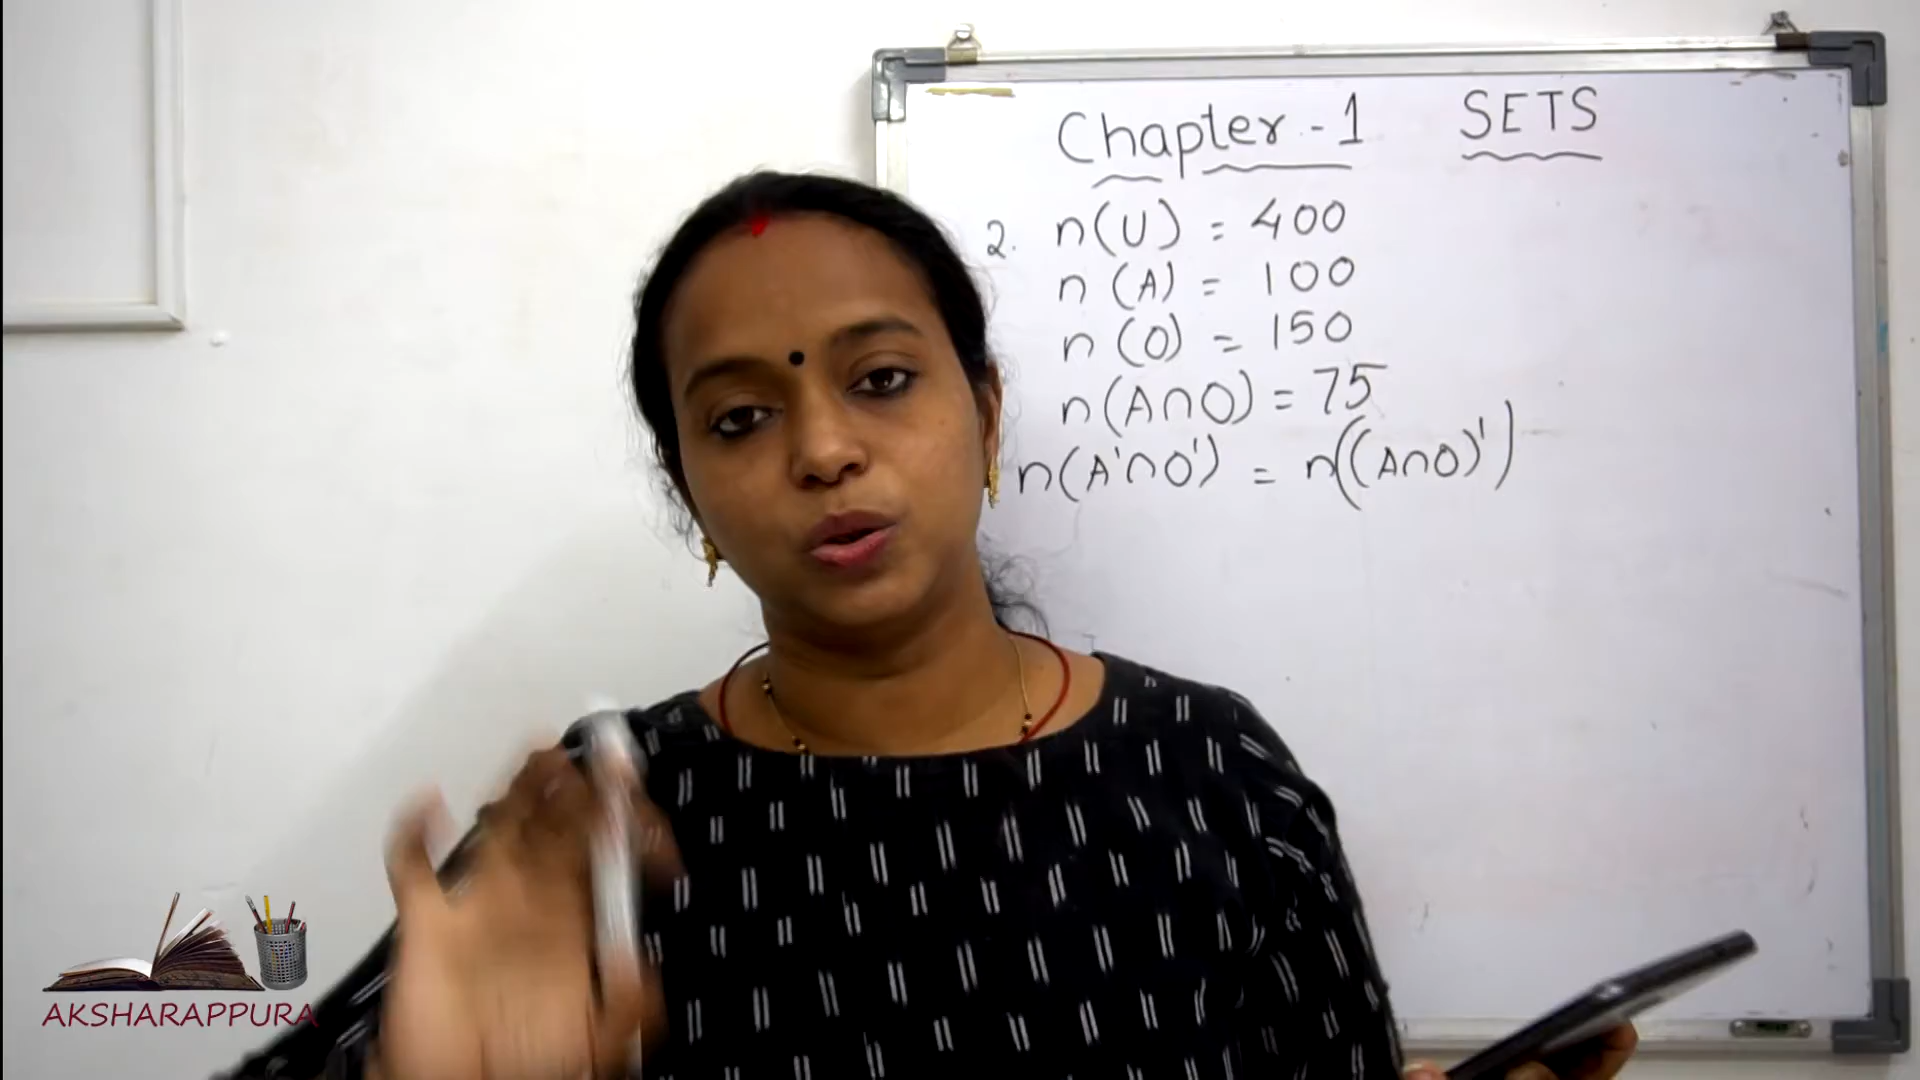 Chapter - 1 SETS
2. n(U) = 400
n(A) = 100
n(O) = 150
n(A∩O) = 75
n(A'∩O') = n((A∩O)')
AKSHARAPPURA